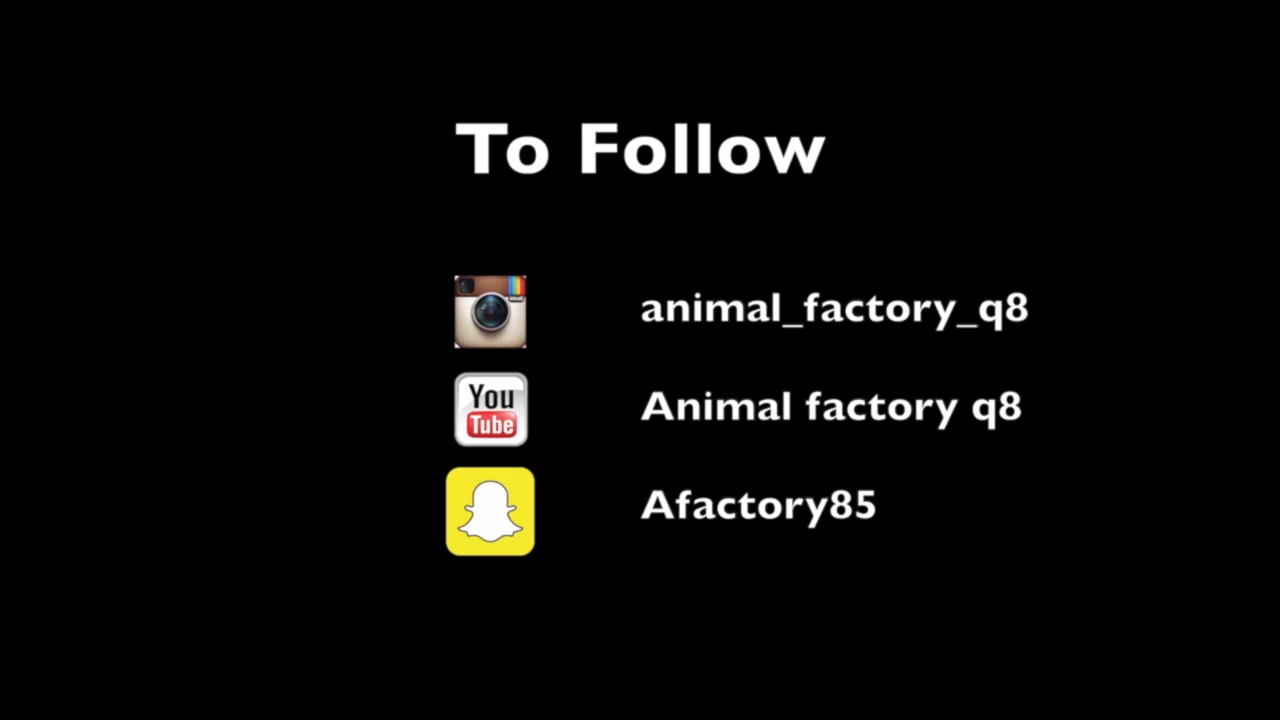 To Follow
animal_factory_q8
You
Tube
Animal factory q8
Afactory85